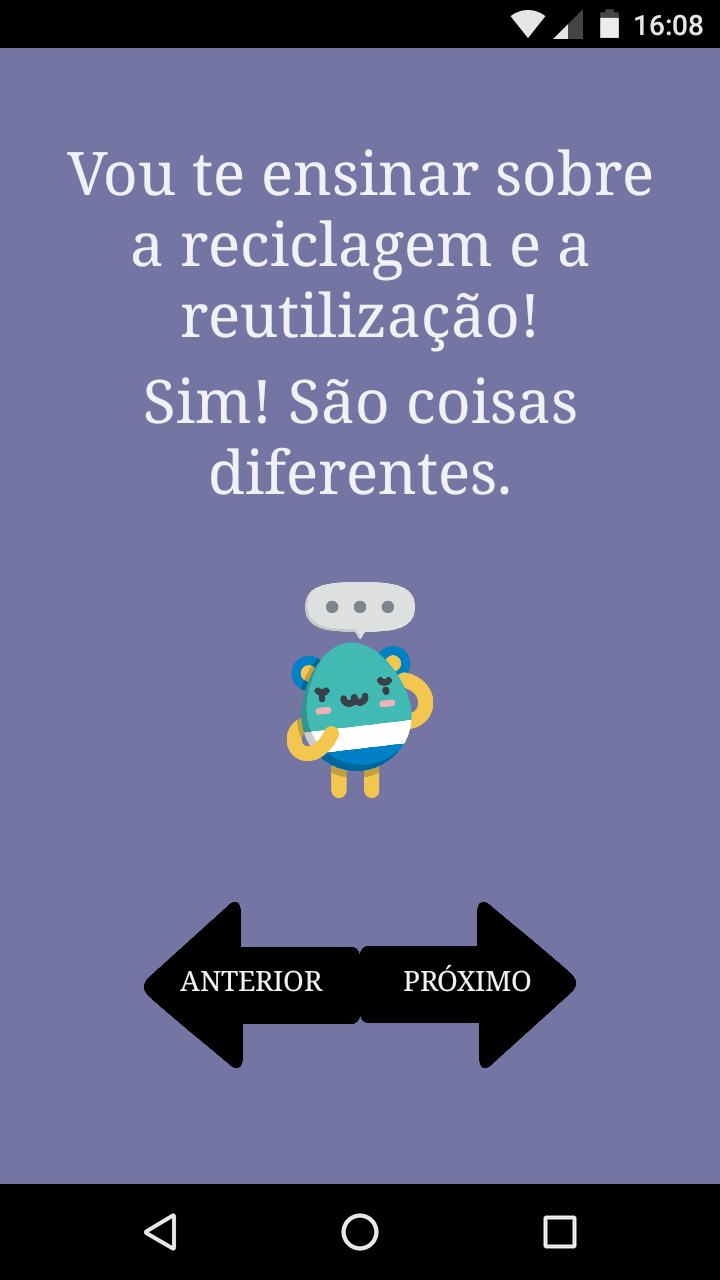 16:08
Vou te ensinar sobre
a reciclagem e a
reutilização!
Sim! São coisas
diferentes.
ANTERIOR
PRÓXIMO